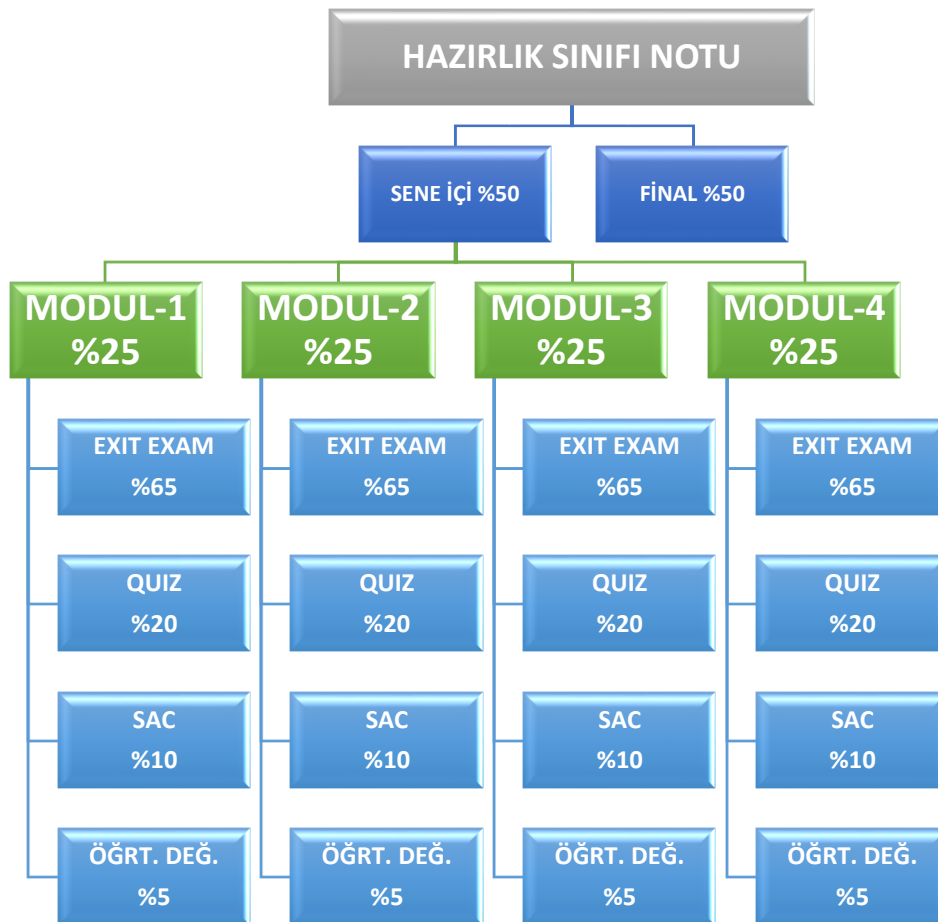 HAZIRLIK SINIFI NOTU
SENE İÇİ %50
FİNAL %50
MODUL-1
%25
MODUL-2
%25
MODUL-3
%25
MODUL-4
%25
EXIT EXAM
%65
EXIT EXAM
%65
EXIT EXAM
%65
EXIT EXAM
%65
QUIZ
%20
QUIZ
%20
QUIZ
%20
QUIZ
%20
SAC
%10
SAC
%10
SAC
%10
SAC
%10
ÖĞRT. DEĞ.
%5
ÖĞRT. DEĞ.
%5
ÖĞRT. DEĞ.
%5
ÖĞRT. DEĞ.
%5